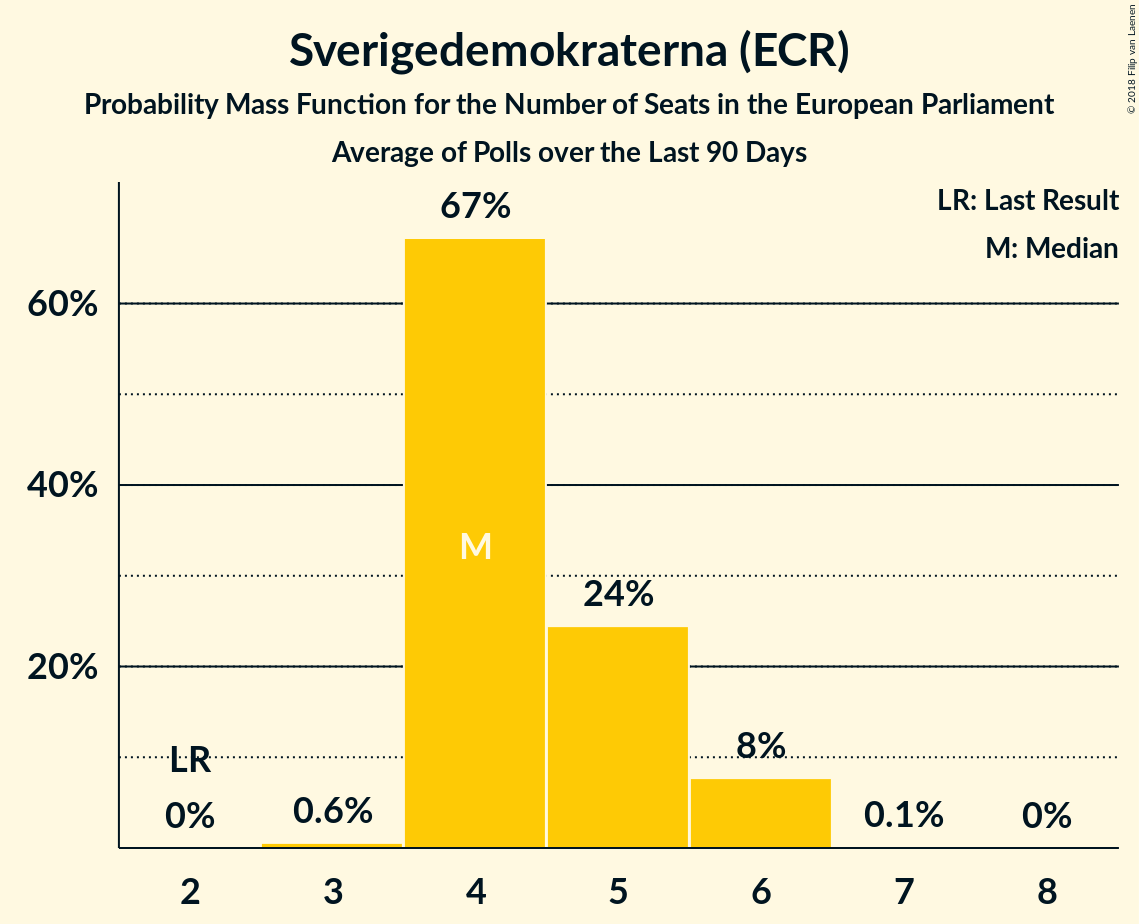 Sverigedemokraterna (ECR)
Probability Mass Function for the Number of Seats in the European Parliament
Average of Polls over the Last 90 Days
© 2018 Filip van Laenen
LR: Last Result
M: Median
67%
60%
40%
M
24%
20%
8%
LR
0%
0.6%
0.1%
0%
2 3 4 5 6 7 8